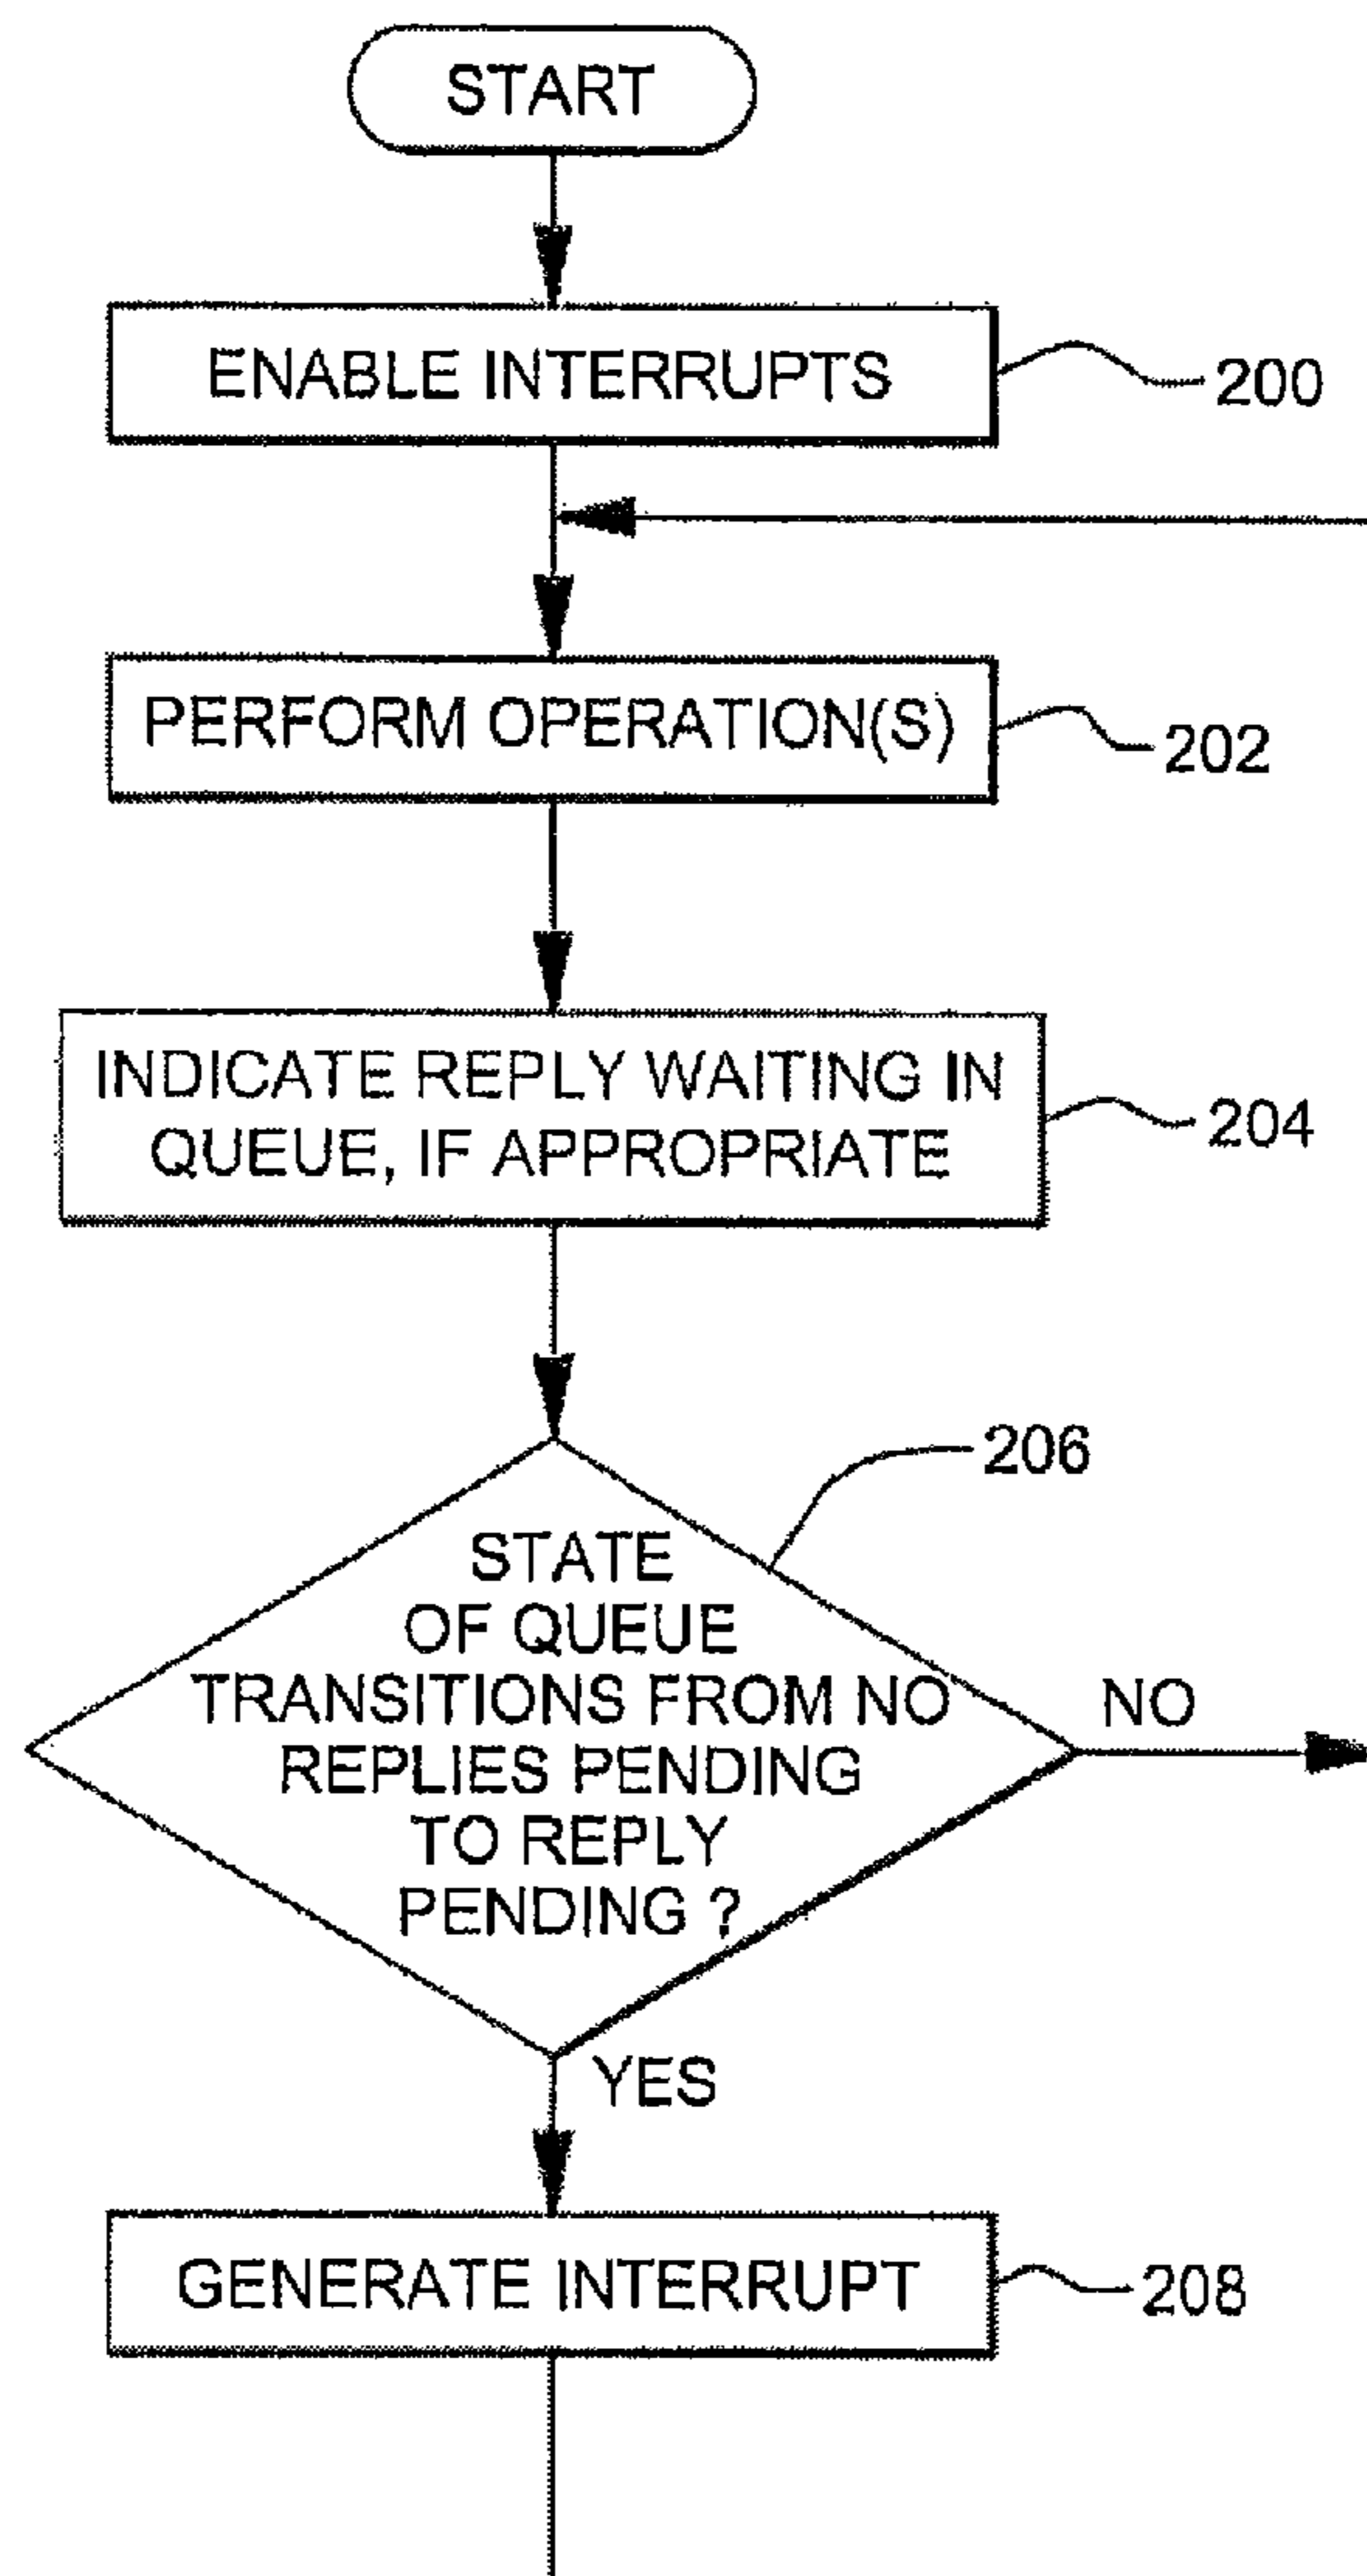 START
ENABLE INTERRUPTS
200
PERFORM OPERATION(S)
202
INDICATE REPLY WAITING IN
QUEUE, IF APPROPRIATE
204
206
STATE
OF QUEUE
TRANSITIONS FROM NO
REPLIES PENDING
TO REPLY
PENDING ?
NO
YES
GENERATE INTERRUPT
208